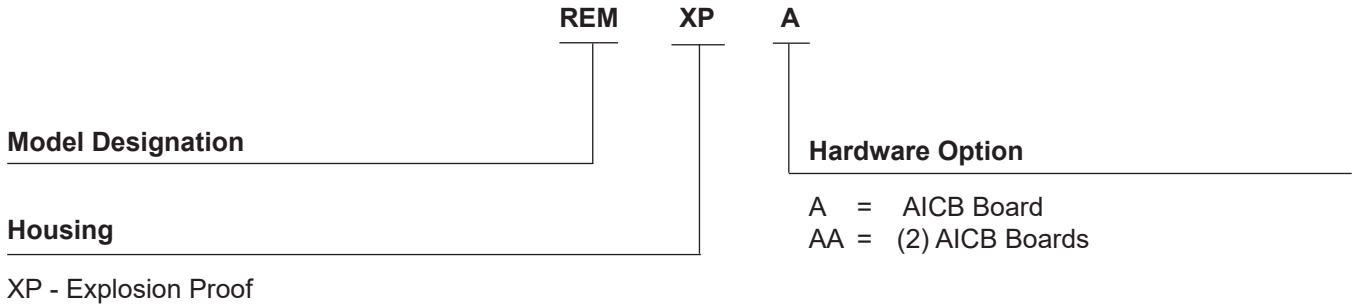 REM XP A
Model Designation
Hardware Option
A = AICB Board
AA = (2) AICB Boards
Housing
XP - Explosion Proof